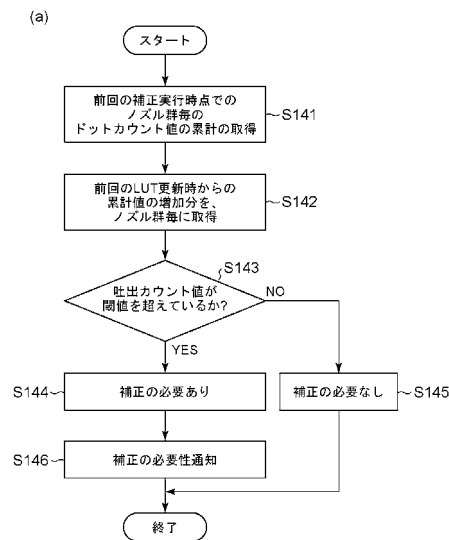 (a)
スタート
前回の補正実行時点での
ノズル群毎の
ドットカウント値の累計の取得
S141
前回のLUT更新時からの
累計値の増加分を、
ノズル群毎に取得
S142
S143
吐出カウント値が
閾値を超えているか?
NO
YES
S144
補正の必要あり
補正の必要なし
S145
S146
補正の必要性通知
終了